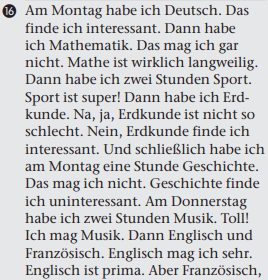 16 Am Montag habe ich Deutsch. Das
finde ich interessant. Dann habe
ich Mathematik. Das mag ich gar
nicht. Mathe ist wirklich langweilig.
Dann habe ich zwei Stunden Sport.
Sport ist super! Dann habe ich Erd-
kunde. Na, ja, Erdkunde ist nicht so
schlecht. Nein, Erdkunde finde ich
interessant. Und schließlich habe ich
am Montag eine Stunde Geschichte.
Das mag ich nicht. Geschichte finde
ich uninteressant. Am Donnerstag
habe ich zwei Stunden Musik. Toll!
Ich mag Musik. Dann Englisch und
Französisch. Englisch mag ich sehr.
Englisch ist prima. Aber Französisch,